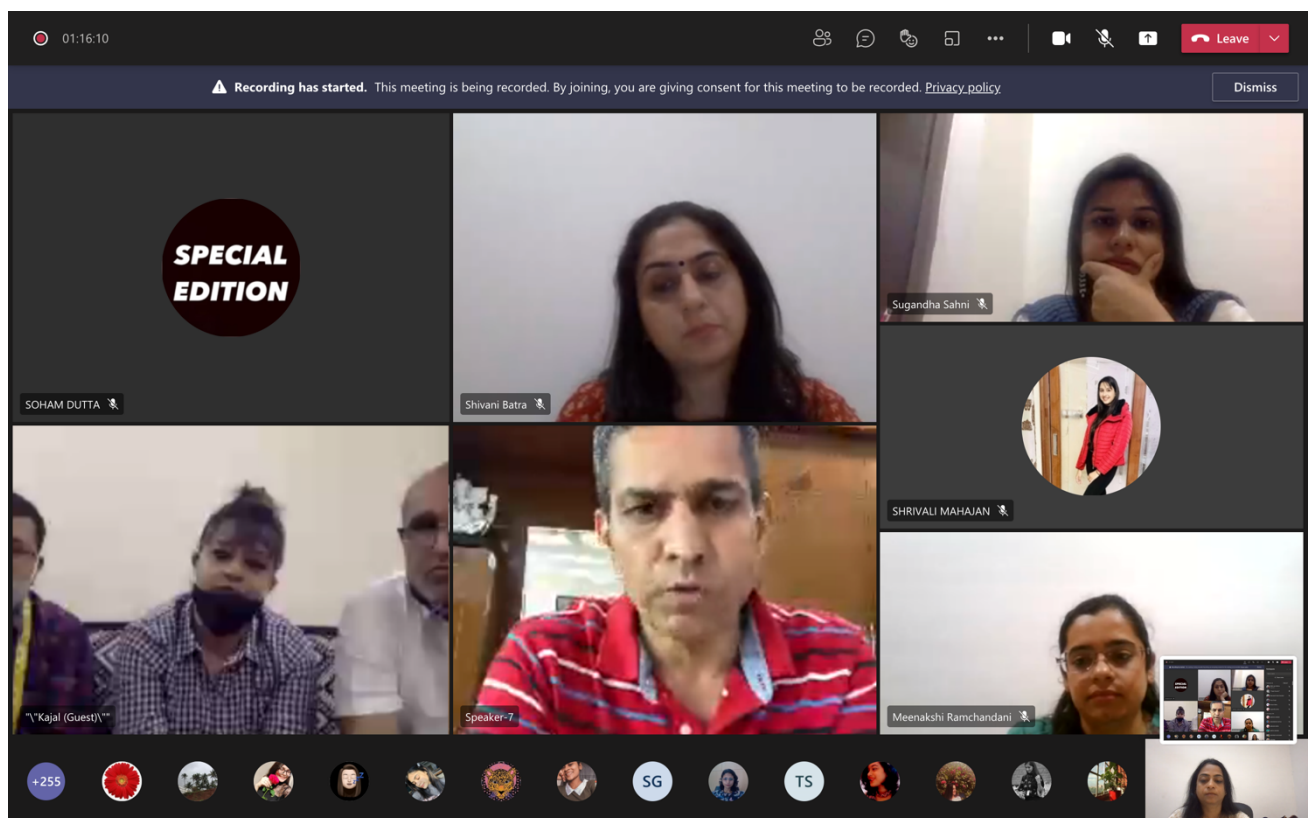 01:16:10
Leave
Recording has started. This meeting is being recorded. By joining, you are giving consent for this meeting to be recorded. Privacy policy
Dismiss
SPECIAL
EDITION
SOHAM DUTTA
Shivani Batra
Sugandha Sahni
SHRIVALI MAHAJAN
"\"Kajal (Guest)\""
Speaker-7
Meenakshi Ramchandani
+255
SG
TS